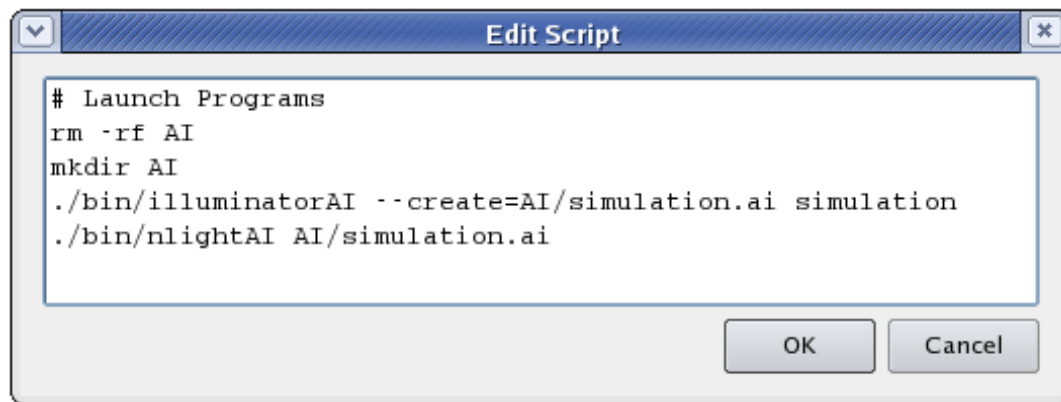 Edit Script
# Launch Programs
rm -rf AI
mkdir AI
./bin/illuminatorAI --create=AI/simulation.ai simulation
./bin/nlightAI AI/simulation.ai
OK Cancel